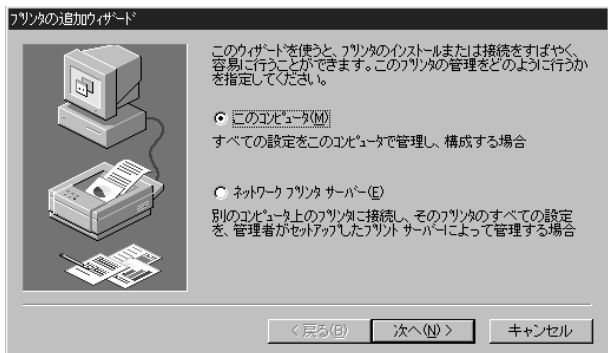 プリンタの追加ウィザード
このウィザードを使うと、プリンタのインストールまたは接続をすばやく、
容易に行うことができます。このプリンタの管理をどのように行うか
を指定してください。
このコンピュータ(M)
すべての設定をこのコンピュータで管理し、構成する場合
ネットワーク プリンタ サーバー(E)
別のコンピュータ上のプリンタに接続し、そのプリンタのすべての設定
を、管理者がセットアップしたプリント サーバーによって管理する場合
< 戻る(B)
次へ(N) >
キャンセル